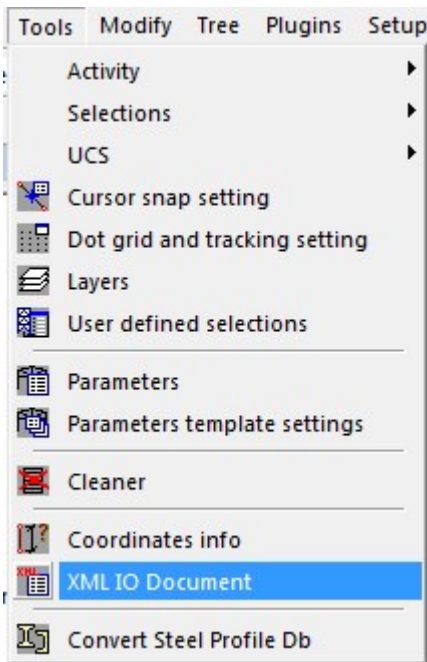 Tools Modify Tree Plugins Setup
Activity
Selections
UCS
Cursor snap setting
Dot grid and tracking setting
Layers
User defined selections
Parameters
Parameters template settings
Cleaner
Coordinates info
XML IO Document
Convert Steel Profile Db